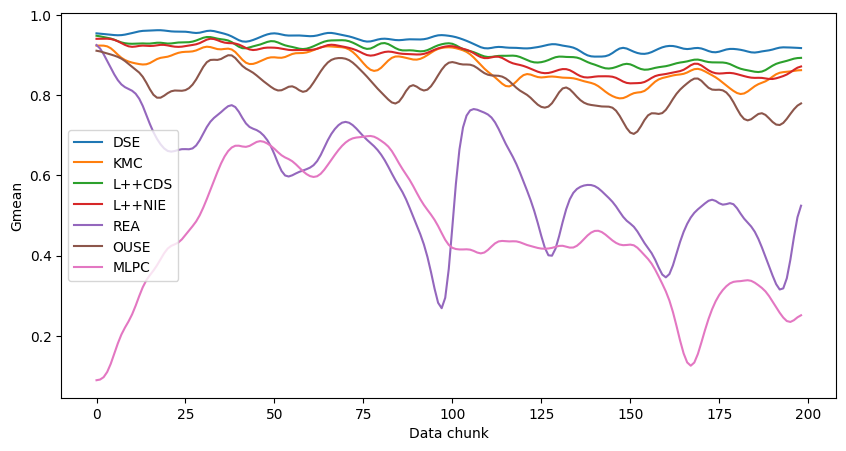 1.0
0.8
0.6
0.4
0.2
Gmean
DSE
KMC
L++CDS
L++NIE
REA
OUSE
MLPC
0 25 50 75 100 125 150 175 200
Data chunk